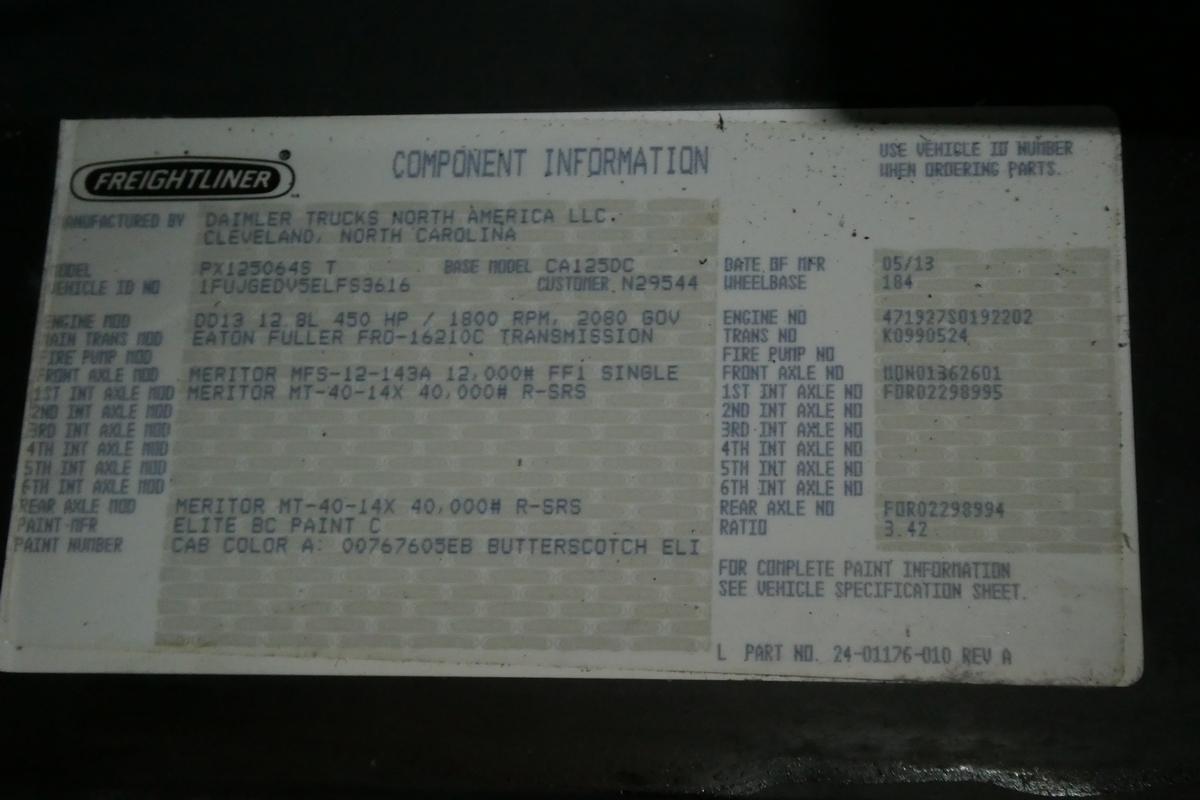 FREIGHTLINER
COMPONENT INFORMATION
USE VEHICLE ID NUMBER
WHEN ORDERING PARTS.
ANUFACTURED BY DAIMLER TRUCKS NORTH AMERICA LLC.
CLEVELAND, NORTH CAROLINA
ODEL PX125064S T BASE MODEL CA125DC DATE OF MFR 05/13
VEHICLE ID NO 1FUJGEDV5ELFS3616 CUSTOMER N29544 WHEELBASE 184
ENGINE MOD DD13 12.8L 450 HP / 1800 RPM, 2080 GOV ENGINE NO 471927S0192202
MAIN TRANS MOD EATON FULLER FRO-16210C TRANSMISSION TRANS NO K0990524
FIRE PUMP MOD FIRE PUMP NO
FRONT AXLE MOD MERITOR MFS-12-143A 12,000# FF1 SINGLE FRONT AXLE NO 01362601
1ST INT AXLE MOD MERITOR MT-40-14X 40,000# R-SRS 1ST INT AXLE NO FOR02298995
2ND INT AXLE MOD 2ND INT AXLE NO
3RD INT AXLE MOD 3RD INT AXLE NO
4TH INT AXLE MOD 4TH INT AXLE NO
5TH INT AXLE MOD 5TH INT AXLE NO
6TH INT AXLE MOD 6TH INT AXLE NO
REAR AXLE MOD MERITOR MT-40-14X 40,000# R-SRS REAR AXLE NO FOR02298994
PAINT MFR ELITE BC PAINT C RATIO 3.42
PAINT NUMBER CAB COLOR A: 00767605EB BUTTERSCOTCH ELI
FOR COMPLETE PAINT INFORMATION
SEE VEHICLE SPECIFICATION SHEET.
L PART NO. 24-01176-010 REV A